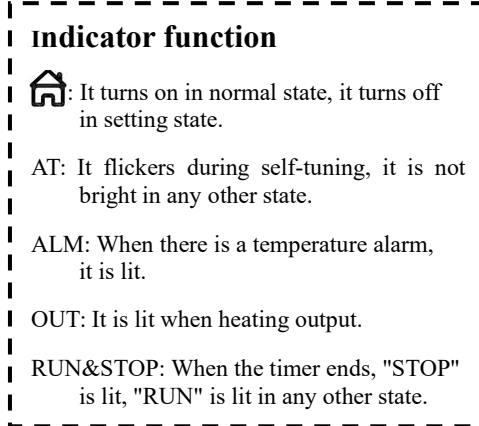 Indicator function
: It turns on in normal state, it turns off
in setting state.
AT: It flickers during self-tuning, it is not
bright in any other state.
ALM: When there is a temperature alarm,
it is lit.
OUT: It is lit when heating output.
RUN&STOP: When the timer ends, "STOP"
is lit, "RUN" is lit in any other state.